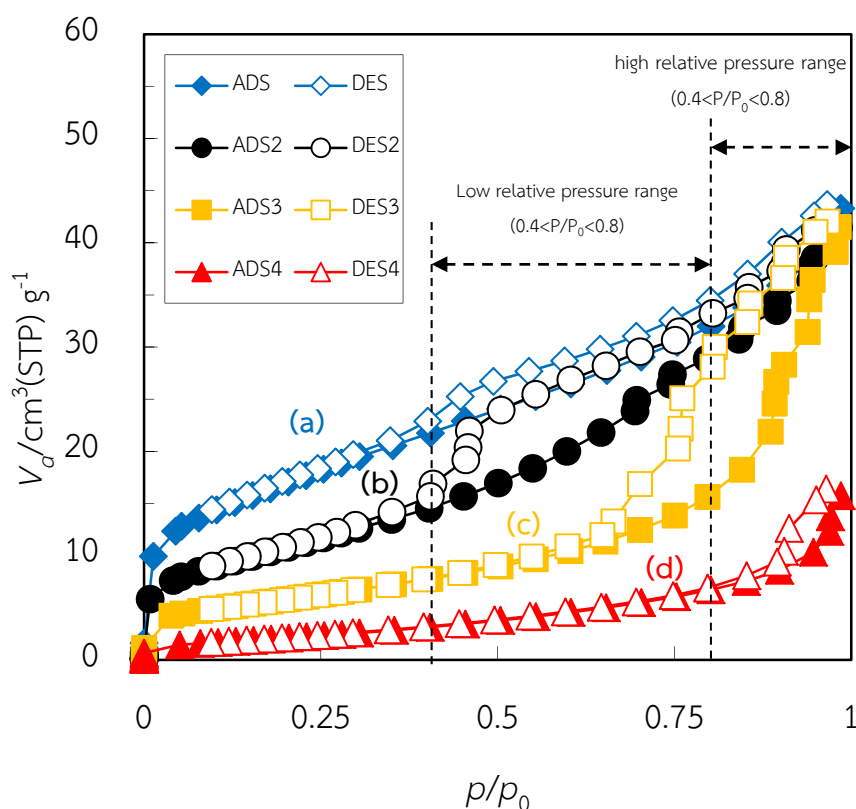 60
50
40
30
20
10
0
V_a/cm³(STP) g⁻¹
ADS DES
ADS2 DES2
ADS3 DES3
ADS4 DES4
high relative pressure range
(0.4<P/P₀<0.8)
Low relative pressure range
(0.4<P/P₀<0.8)
(a)
(b)
(c)
(d)
0 0.25 0.5 0.75 1
p/p₀